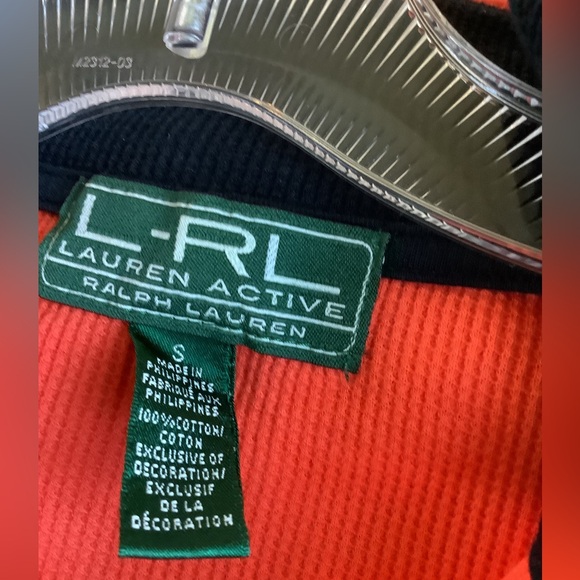 M2312-03
L-RL
LAUREN ACTIVE
RALPH LAUREN
S
MADE IN
PHILIPPINES
FABRIQUÉ AUX
PHILIPPINES
100% COTTON/
COTON
EXCLUSIVE OF
DECORATION/
EXCLUSIF
DE LA
DÉCORATION